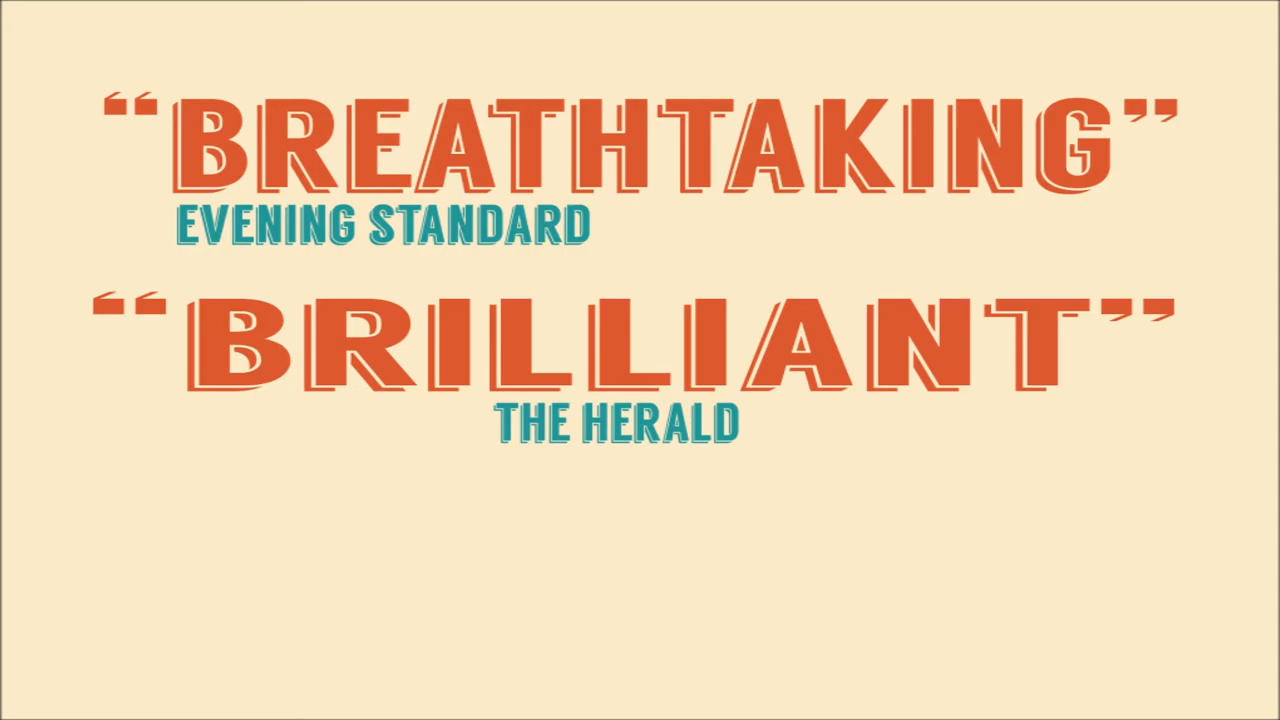 “BREATHTAKING”
EVENING STANDARD
“BRILLIANT”
THE HERALD